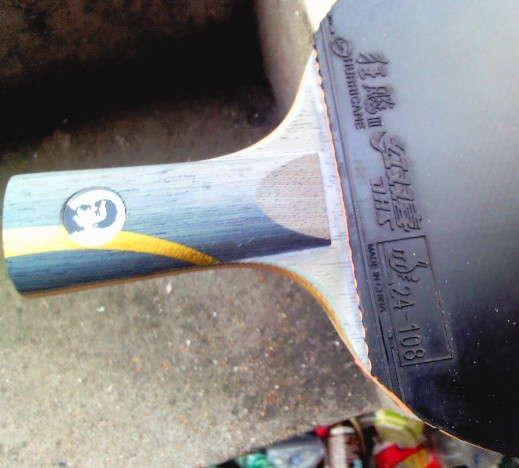 狂飚III 红双喜
HURRICANE DHS
MADE IN CHINA
24-108